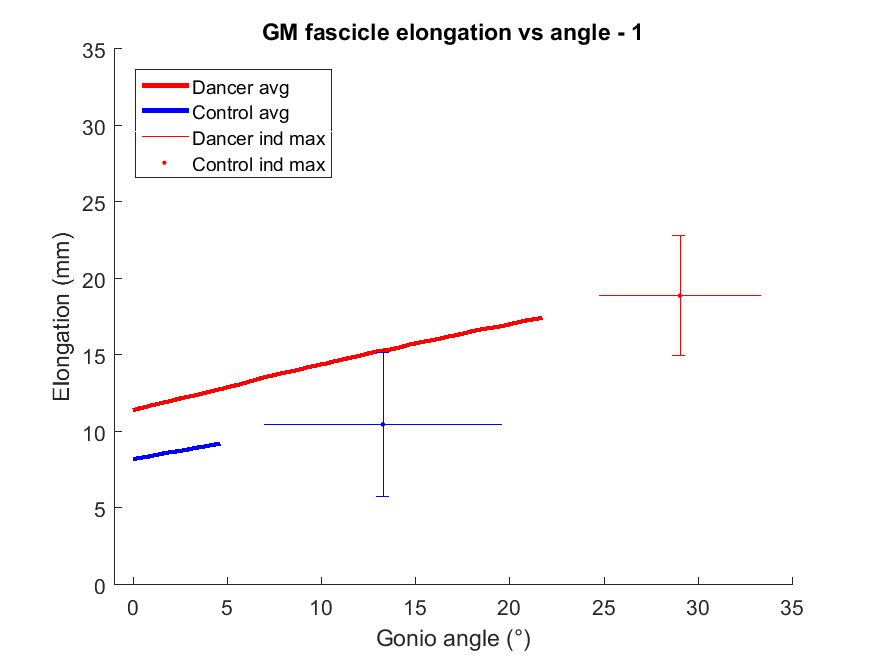 GM fascicle elongation vs angle - 1
35
30
25
20
15
10
5
0
Elongation (mm)
Dancer avg
Control avg
Dancer ind max
Control ind max
0 5 10 15 20 25 30 35
Gonio angle (°)